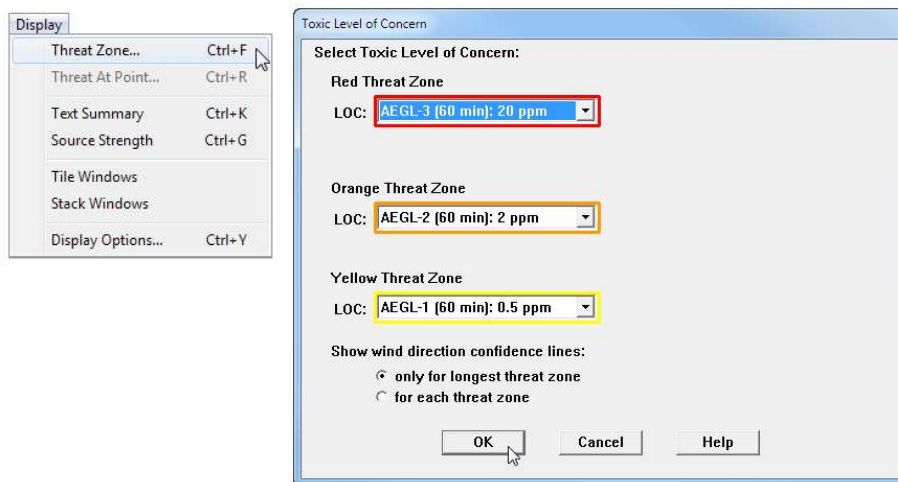 Display
Threat Zone... Ctrl+F
Threat At Point... Ctrl+R
Text Summary Ctrl+K
Source Strength Ctrl+G
Tile Windows
Stack Windows
Display Options... Ctrl+Y
Toxic Level of Concern
Select Toxic Level of Concern:
Red Threat Zone
LOC: AEGL-3 (60 min): 20 ppm
Orange Threat Zone
LOC: AEGL-2 (60 min): 2 ppm
Yellow Threat Zone
LOC: AEGL-1 (60 min): 0.5 ppm
Show wind direction confidence lines:
only for longest threat zone
for each threat zone
OK Cancel Help